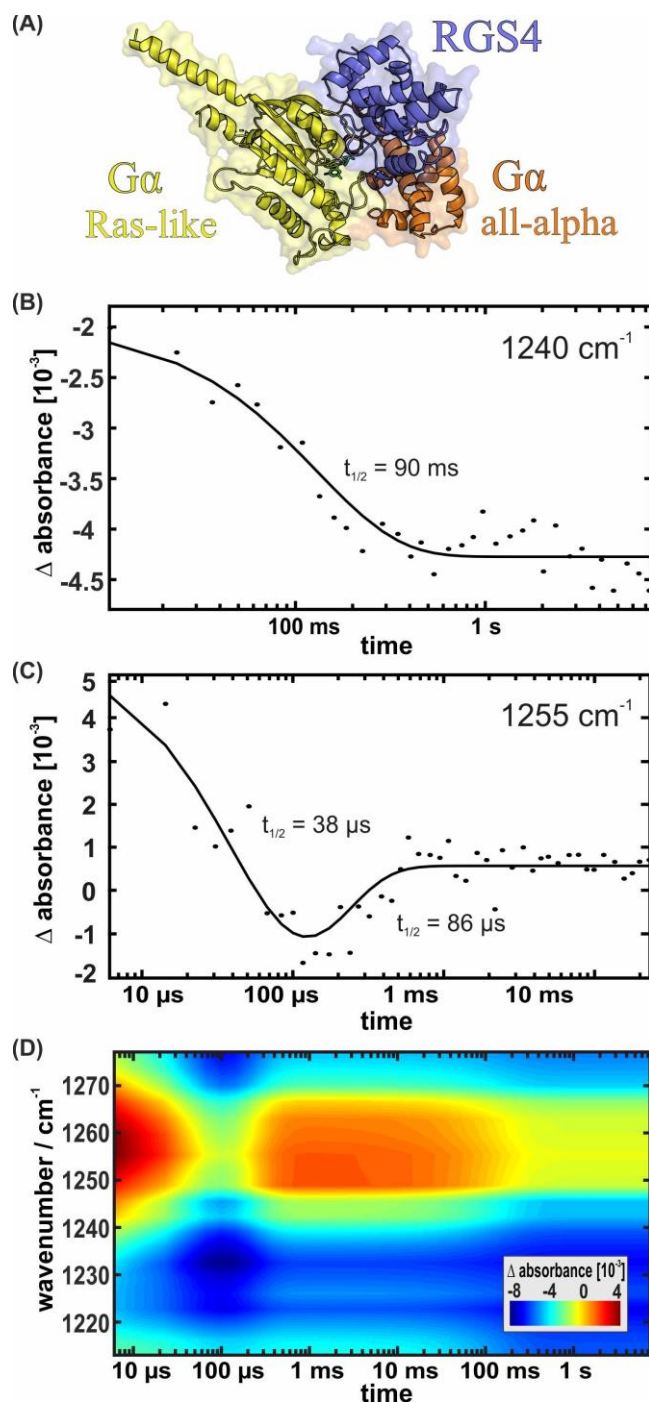 (A)
RGS4
Gα
Ras-like
Gα
all-alpha
(B)
Δ absorbance [10⁻³]
-2
-2.5
-3
-3.5
-4
-4.5
1240 cm⁻¹
t₁/₂ = 90 ms
100 ms
1 s
time
(C)
Δ absorbance [10⁻³]
5
4
3
2
1
0
-1
-2
1255 cm⁻¹
t₁/₂ = 38 µs
t₁/₂ = 86 µs
10 µs
100 µs
1 ms
10 ms
time
(D)
wavenumber / cm⁻¹
1270
1260
1250
1240
1230
1220
Δ absorbance [10⁻³]
-8 -4 0 4
10 µs
100 µs
1 ms
10 ms
100 ms
1 s
time